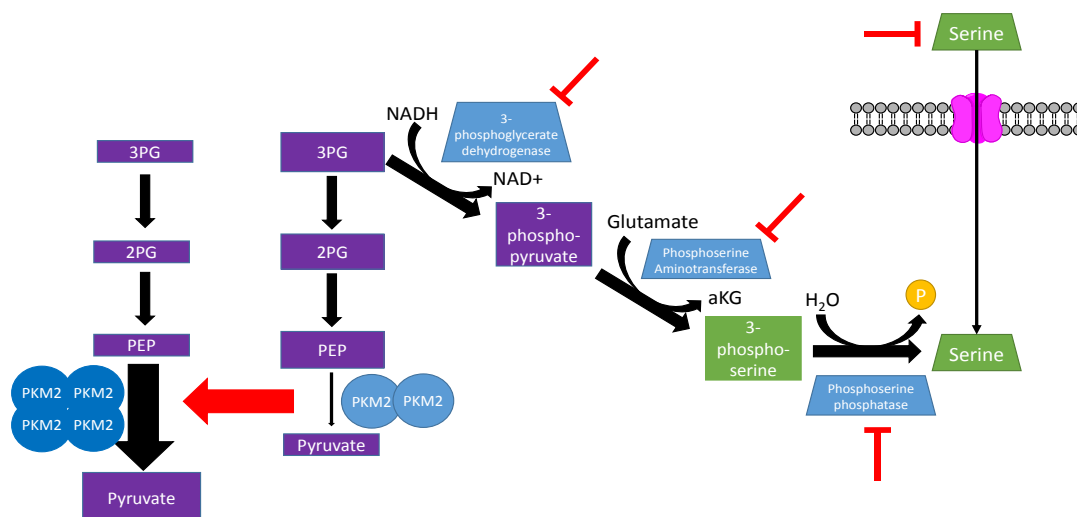 Serine
NADH
3-
phosphoglycerate
dehydrogenase
3PG
3PG
NAD+
3-
phospho-
pyruvate
Glutamate
2PG
2PG
Phosphoserine
Aminotransferase
aKG
H2O
P
PEP
PEP
3-
phospho-
serine
Serine
PKM2 PKM2
PKM2 PKM2
PKM2 PKM2
Phosphoserine
phosphatase
Pyruvate
Pyruvate